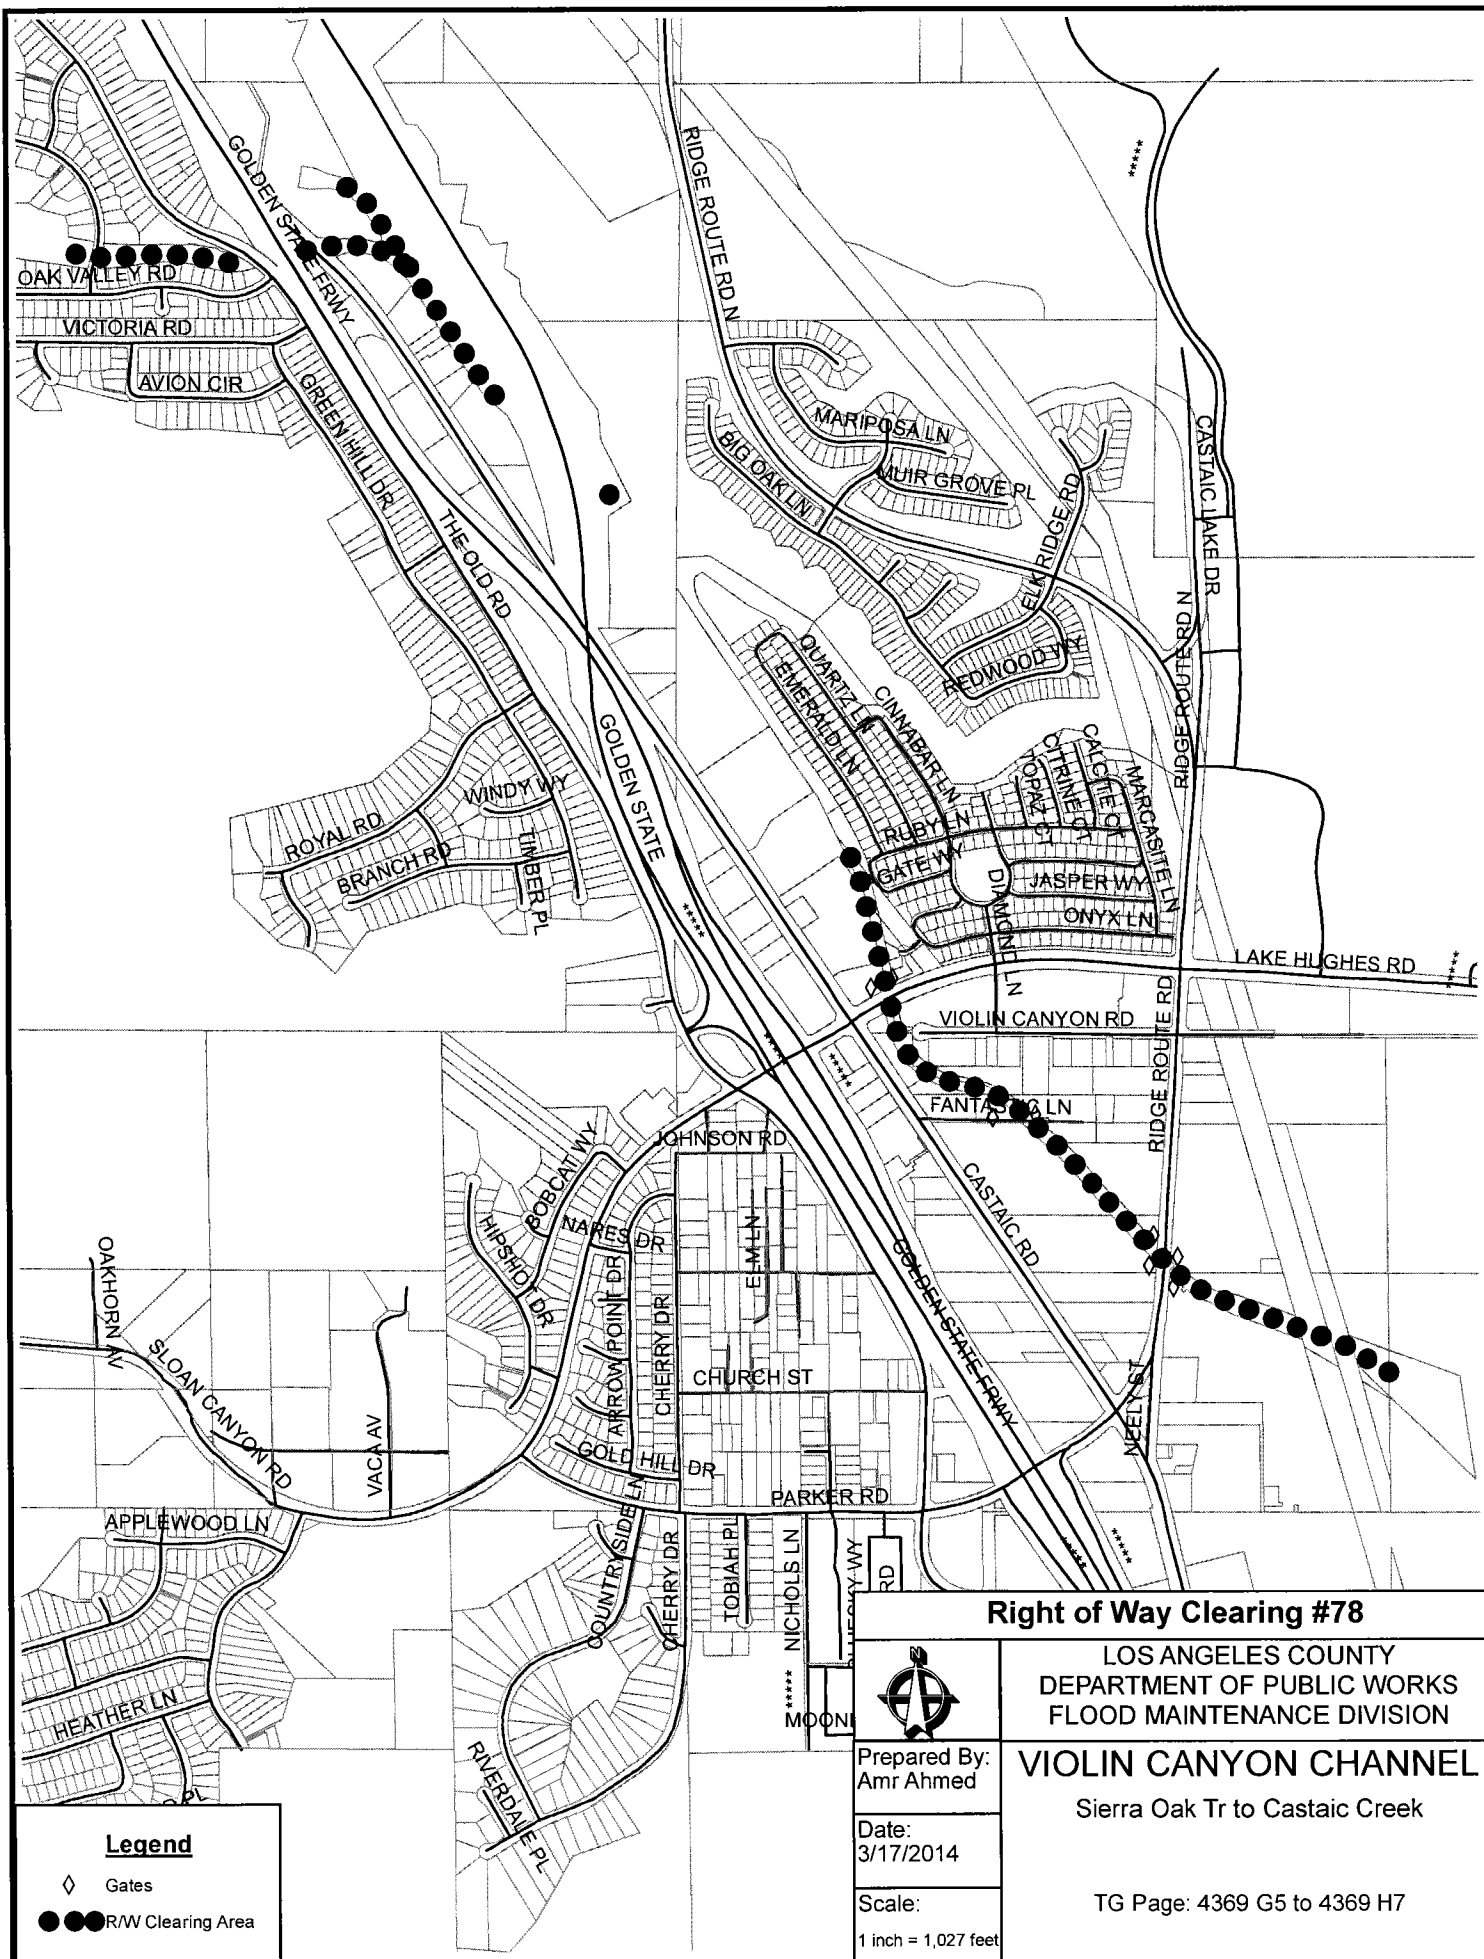 GOLDEN STATE FRWY
RIDGE ROUTE RD N
*****
OAK VALLEY RD
VICTORIA RD
AVION CIR
GREEN HILL DR
THE OLD RD
MARIPOSA LN
BIG OAK LN
MUIR GROVE PL
ELKRIDGE RD
CASTAIC LAKE DR
REDWOOD WY
RIDGE ROUTE RD N
QUARTZ LN
EMERALD LN
CINNABAR LN
GOLDEN STATE
CALCITE CT
CITRINE CT
TOPAZ CT
MARCASITE LN
WINDY WY
ROYAL RD
BRANCH RD
TIMBER PL
RUBY LN
GATE WY
DIAMOND LN
JASPER WY
ONYX LN
*****
LAKE HUGHES RD
*****
VIOLIN CANYON RD
RIDGE ROUTE RD
*****
*****
FANTASTIC LN
JOHNSON RD
BOBCAT WY
NARES DR
HIPSHOT DR
ELM LN
CASTAIC RD
GOLDEN STATE FRWY
OAKHORN AV
SLOAN CANYON RD
VACA AV
ARROW POINT DR
CHERRY DR
CHURCH ST
NEELY ST
GOLD HILL DR
PARKER RD
APPLEWOOD LN
COUNTRYSIDE LN
CHERRY DR
TOBIAH PL
NICHOLS LN
WY
RD
*****
*****
*****
HEATHER LN
MOON
RIVERDALE PL
PL
Legend
Gates
R/W Clearing Area
Right of Way Clearing #78
N
LOS ANGELES COUNTY
DEPARTMENT OF PUBLIC WORKS
FLOOD MAINTENANCE DIVISION
Prepared By:
Amr Ahmed
Date:
3/17/2014
Scale:
1 inch = 1,027 feet
VIOLIN CANYON CHANNEL
Sierra Oak Tr to Castaic Creek
TG Page: 4369 G5 to 4369 H7